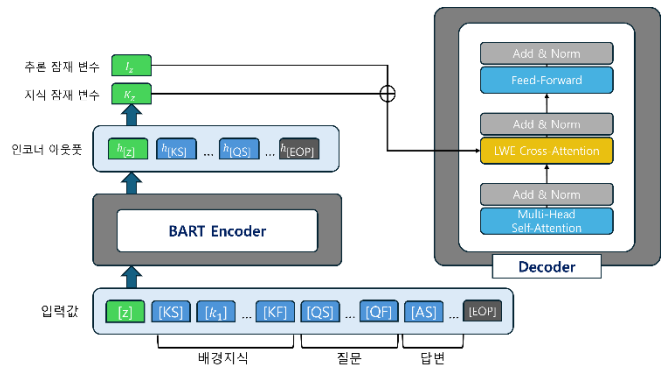 추론 잠재 변수 I_z
지식 잠재 변수 K_z
인코너 아웃풋 h_[z] h_[KS] ... h_[QS] ... h_[EOP]
BART Encoder
입력값 [z] [KS] [k_1] ... [KF] [QS] ... [QF] [AS] ... [EOP]
배경지식 질문 답변
Add & Norm
Feed-Forward
Add & Norm
LWE Cross-Attention
Add & Norm
Multi-Head
Self-Attention
Decoder